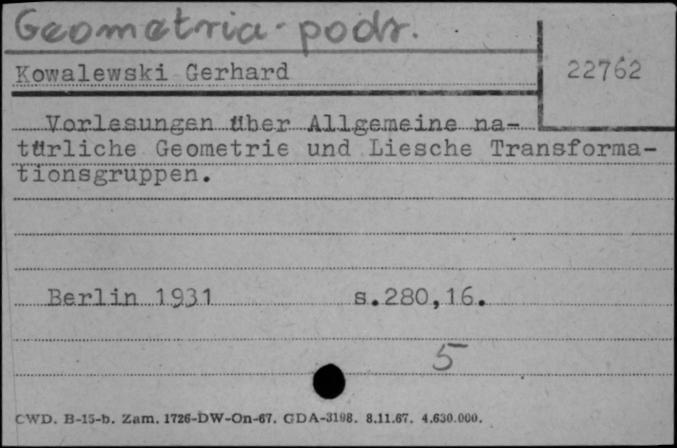 Geometria - podr.
Kowalewski Gerhard
22762
Vorlesungen über Allgemeine na-
türliche Geometrie und Liesche Transforma-
tionsgruppen.
Berlin 1931 s.280,16.
5
CWD. B-15-b. Zam. 1726-DW-On-67. GDA-3198. 8.11.67. 4.630.000.